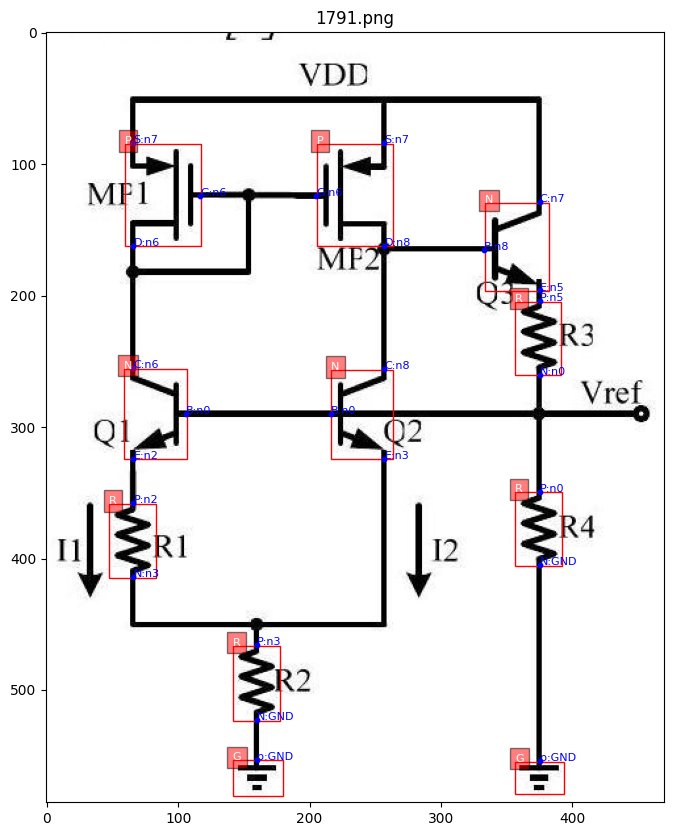 1791.png
VDD
0
P S:n7
P S:n7
100
MP1
G:n6
G:n6
N C:n7
D:n6
MP2
D:n8
B:n8
200
Q3
E:n5
R P:n5
R3
N C:n6
N C:n8
N:n0
Vref
300
Q1
B:n0
B:n0
Q2
E:n2
E:n3
R P:n2
R P:n0
I1
R1
I2
R4
400
N:n3
N:GND
R P:n3
R2
500
N:GND
G p:GND
G p:GND
0
100
200
300
400